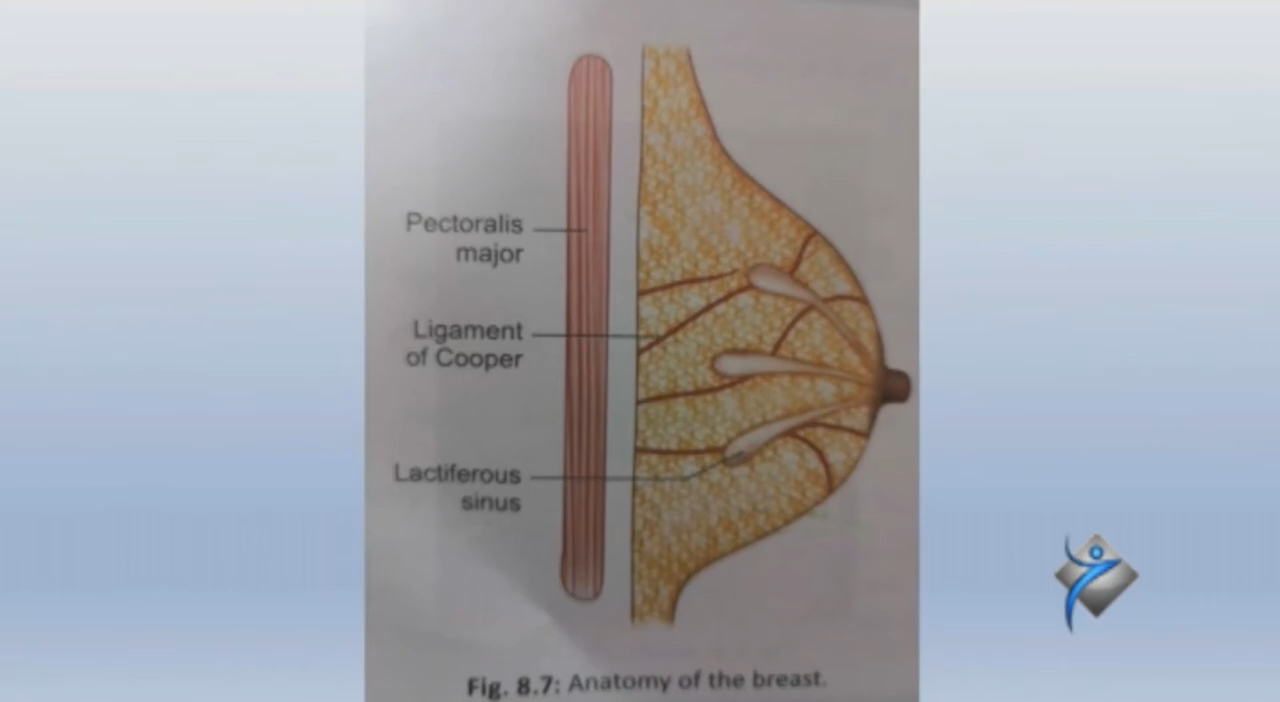 Pectoralis
major
Ligament
of Cooper
Lactiferous
sinus
Fig. 8.7: Anatomy of the breast.